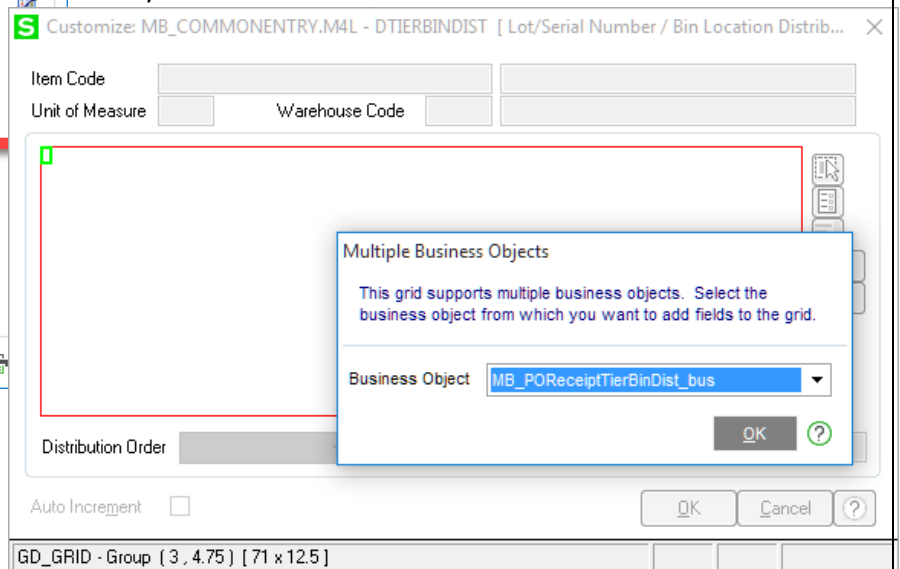 S Customize: MB_COMMONENTRY.M4L - DTIERBINDIST [ Lot/Serial Number / Bin Location Distrib...
Item Code
Unit of Measure Warehouse Code
Multiple Business Objects
This grid supports multiple business objects. Select the
business object from which you want to add fields to the grid.
Business Object MB_POReceiptTierBinDist_bus
OK ?
Distribution Order
Auto Increment OK Cancel ?
GD_GRID - Group ( 3 , 4.75 ) [ 71 x 12.5 ]